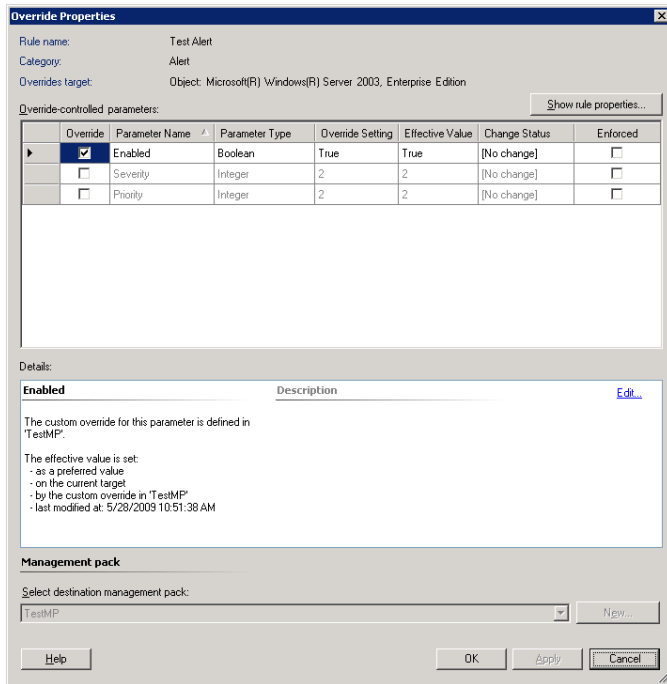 Override Properties
Rule name: Test Alert
Category: Alert
Overrides target: Object: Microsoft(R) Windows(R) Server 2003, Enterprise Edition
Override-controlled parameters: Show rule properties...
Override Parameter Name Parameter Type Override Setting Effective Value Change Status Enforced
Enabled Boolean True True [No change]
Severity Integer 2 2 [No change]
Priority Integer 2 2 [No change]
Details:
Enabled Description Edit...
The custom override for this parameter is defined in
'TestMP'.
The effective value is set:
- as a preferred value
- on the current target
- by the custom override in 'TestMP'
- last modified at: 5/28/2009 10:51:38 AM
Management pack
Select destination management pack:
TestMP New...
Help OK Apply Cancel